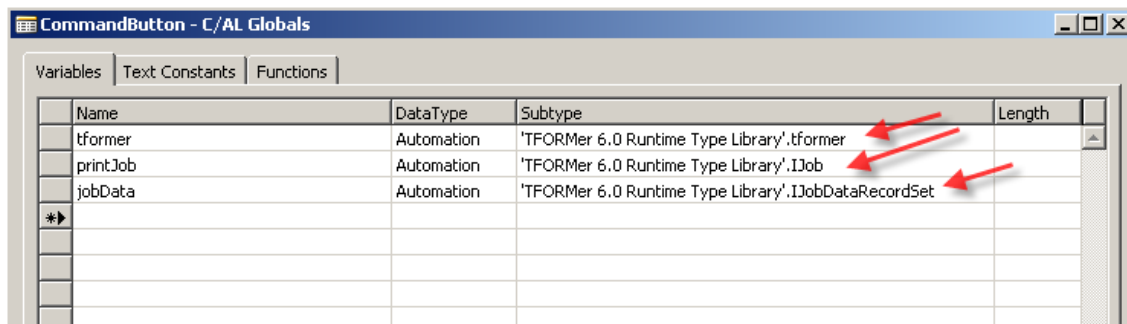 CommandButton - C/AL Globals
Variables Text Constants Functions
Name DataType Subtype Length
tformer Automation 'TFORMer 6.0 Runtime Type Library'.tformer
printJob Automation 'TFORMer 6.0 Runtime Type Library'.IJob
jobData Automation 'TFORMer 6.0 Runtime Type Library'.IJobDataRecordSet